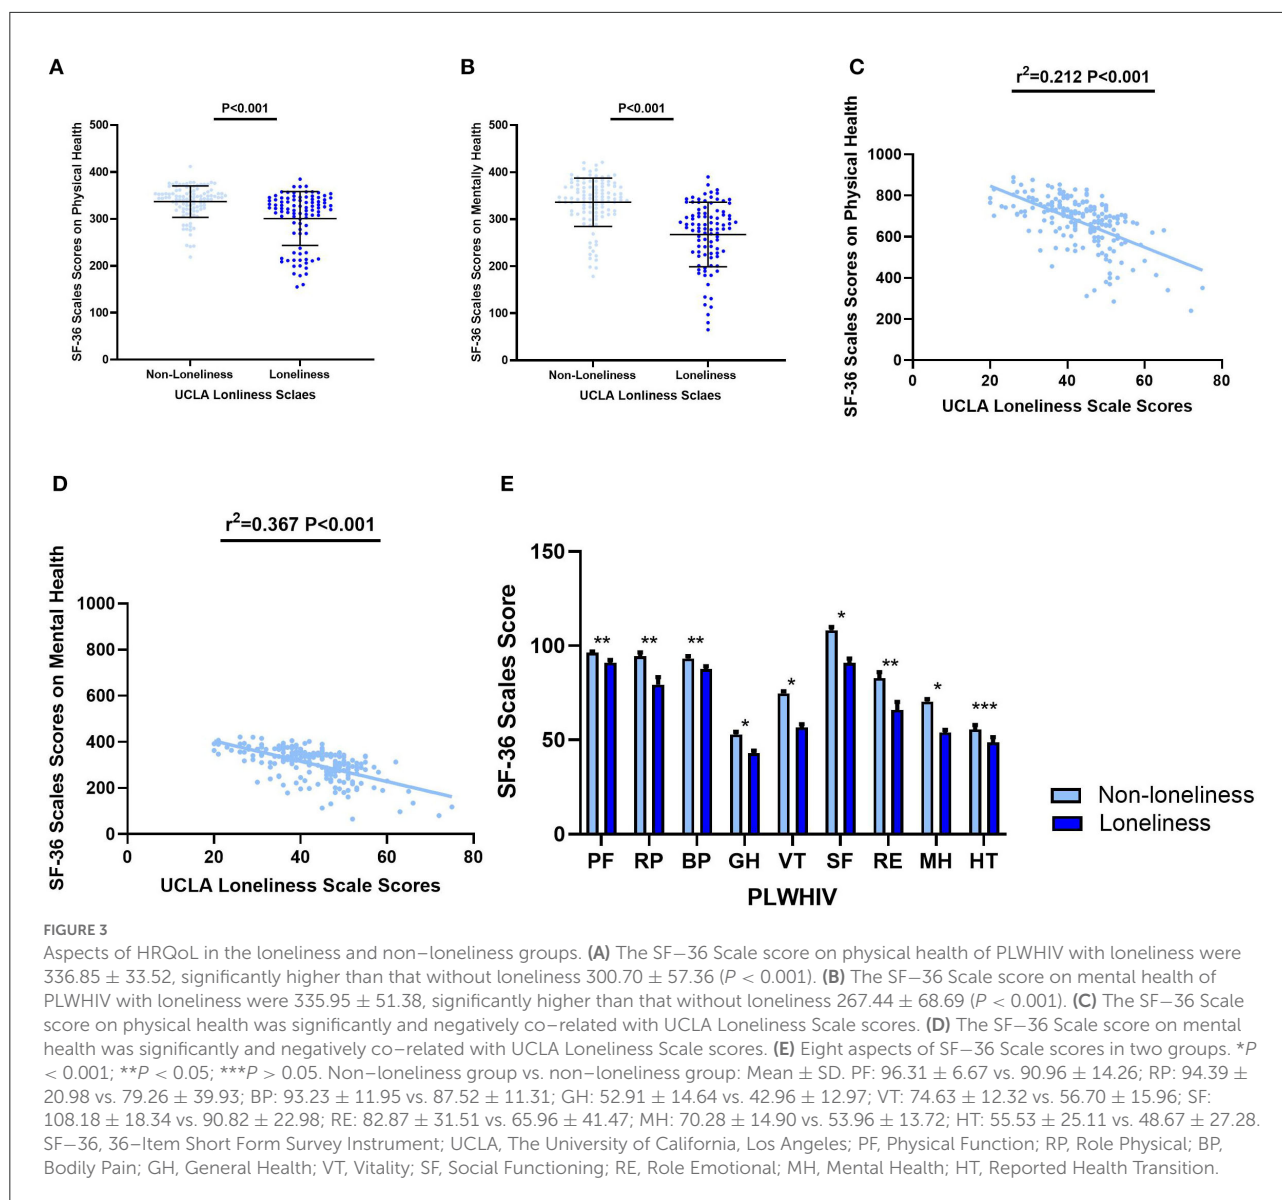 A
P<0.001
SF-36 Scales Scores on Physical Health
500
400
300
200
100
0
Non-Loneliness Loneliness
UCLA Lonliness Sclaes
B
P<0.001
SF-36 Scales Scores on Mentally Health
500
400
300
200
100
0
Non-Loneliness Loneliness
UCLA Lonliness Sclaes
C
r²=0.212 P<0.001
SF-36 Scales Scores on Physical Health
1000
800
600
400
200
0
0 20 40 60 80
UCLA Loneliness Scale Scores
D
r²=0.367 P<0.001
SF-36 Scales Scores on Mental Health
1000
800
600
400
200
0
0 20 40 60 80
UCLA Loneliness Scale Scores
E
SF-36 Scales Score
150
100
50
0
** ** ** * * * ** * ***
PF RP BP GH VT SF RE MH HT
PLWHIV
Non-loneliness
Loneliness
FIGURE 3
Aspects of HRQoL in the loneliness and non−loneliness groups. (A) The SF−36 Scale score on physical health of PLWHIV with loneliness were
336.85 ± 33.52, significantly higher than that without loneliness 300.70 ± 57.36 (P < 0.001). (B) The SF−36 Scale score on mental health of
PLWHIV with loneliness were 335.95 ± 51.38, significantly higher than that without loneliness 267.44 ± 68.69 (P < 0.001). (C) The SF−36 Scale
score on physical health was significantly and negatively co−related with UCLA Loneliness Scale scores. (D) The SF−36 Scale score on mental
health was significantly and negatively co−related with UCLA Loneliness Scale scores. (E) Eight aspects of SF−36 Scale scores in two groups. *P
< 0.001; **P < 0.05; ***P > 0.05. Non−loneliness group vs. non−loneliness group: Mean ± SD. PF: 96.31 ± 6.67 vs. 90.96 ± 14.26; RP: 94.39 ±
20.98 vs. 79.26 ± 39.93; BP: 93.23 ± 11.95 vs. 87.52 ± 11.31; GH: 52.91 ± 14.64 vs. 42.96 ± 12.97; VT: 74.63 ± 12.32 vs. 56.70 ± 15.96; SF:
108.18 ± 18.34 vs. 90.82 ± 22.98; RE: 82.87 ± 31.51 vs. 65.96 ± 41.47; MH: 70.28 ± 14.90 vs. 53.96 ± 13.72; HT: 55.53 ± 25.11 vs. 48.67 ± 27.28.
SF−36, 36−Item Short Form Survey Instrument; UCLA, The University of California, Los Angeles; PF, Physical Function; RP, Role Physical; BP,
Bodily Pain; GH, General Health; VT, Vitality; SF, Social Functioning; RE, Role Emotional; MH, Mental Health; HT, Reported Health Transition.